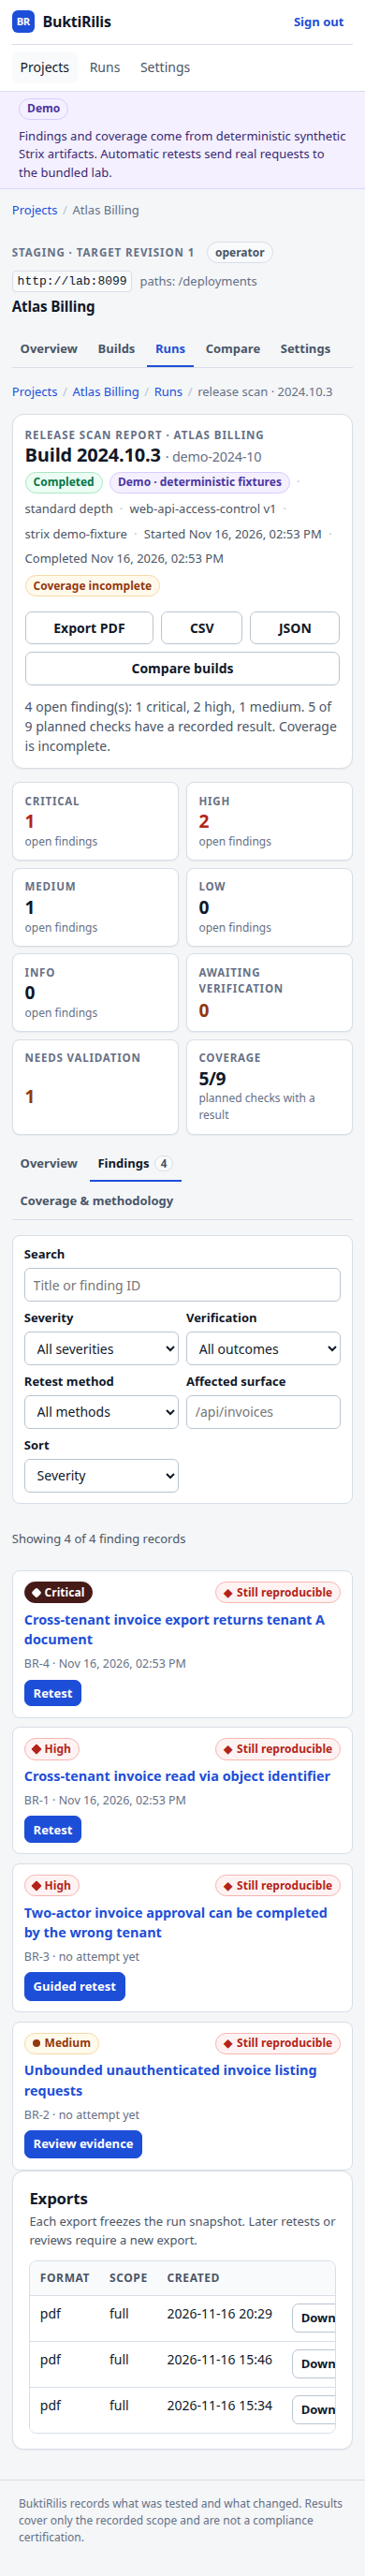 BR BuktiRilis Sign out
Projects Runs Settings
Demo
Findings and coverage come from deterministic synthetic
Strix artifacts. Automatic retests send real requests to
the bundled lab.
Projects / Atlas Billing
STAGING · TARGET REVISION 1 operator
http://lab:8099 paths: /deployments
Atlas Billing
Overview Builds Runs Compare Settings
Projects / Atlas Billing / Runs / release scan · 2024.10.3
RELEASE SCAN REPORT · ATLAS BILLING
Build 2024.10.3 · demo-2024-10
Completed Demo · deterministic fixtures ·
standard depth · web-api-access-control v1 ·
strix demo-fixture · Started Nov 16, 2026, 02:53 PM ·
Completed Nov 16, 2026, 02:53 PM
Coverage incomplete
Export PDF CSV JSON
Compare builds
4 open finding(s): 1 critical, 2 high, 1 medium. 5 of
9 planned checks have a recorded result. Coverage
is incomplete.
CRITICAL HIGH
1 2
open findings open findings
MEDIUM LOW
1 0
open findings open findings
INFO AWAITING
VERIFICATION
0 0
open findings
NEEDS VALIDATION COVERAGE
1 5/9
planned checks with a
result
Overview Findings 4
Coverage & methodology
Search
Title or finding ID
Severity Verification
All severities All outcomes
Retest method Affected surface
All methods /api/invoices
Sort
Severity
Showing 4 of 4 finding records
Critical Still reproducible
Cross-tenant invoice export returns tenant A
document
BR-4 · Nov 16, 2026, 02:53 PM
Retest
High Still reproducible
Cross-tenant invoice read via object identifier
BR-1 · Nov 16, 2026, 02:53 PM
Retest
High Still reproducible
Two-actor invoice approval can be completed
by the wrong tenant
BR-3 · no attempt yet
Guided retest
Medium Still reproducible
Unbounded unauthenticated invoice listing
requests
BR-2 · no attempt yet
Review evidence
Exports
Each export freezes the run snapshot. Later retests or
reviews require a new export.
FORMAT SCOPE CREATED
pdf full 2026-11-16 20:29 Down
pdf full 2026-11-16 15:46 Down
pdf full 2026-11-16 15:34 Down
BuktiRilis records what was tested and what changed. Results
cover only the recorded scope and are not a compliance
certification.